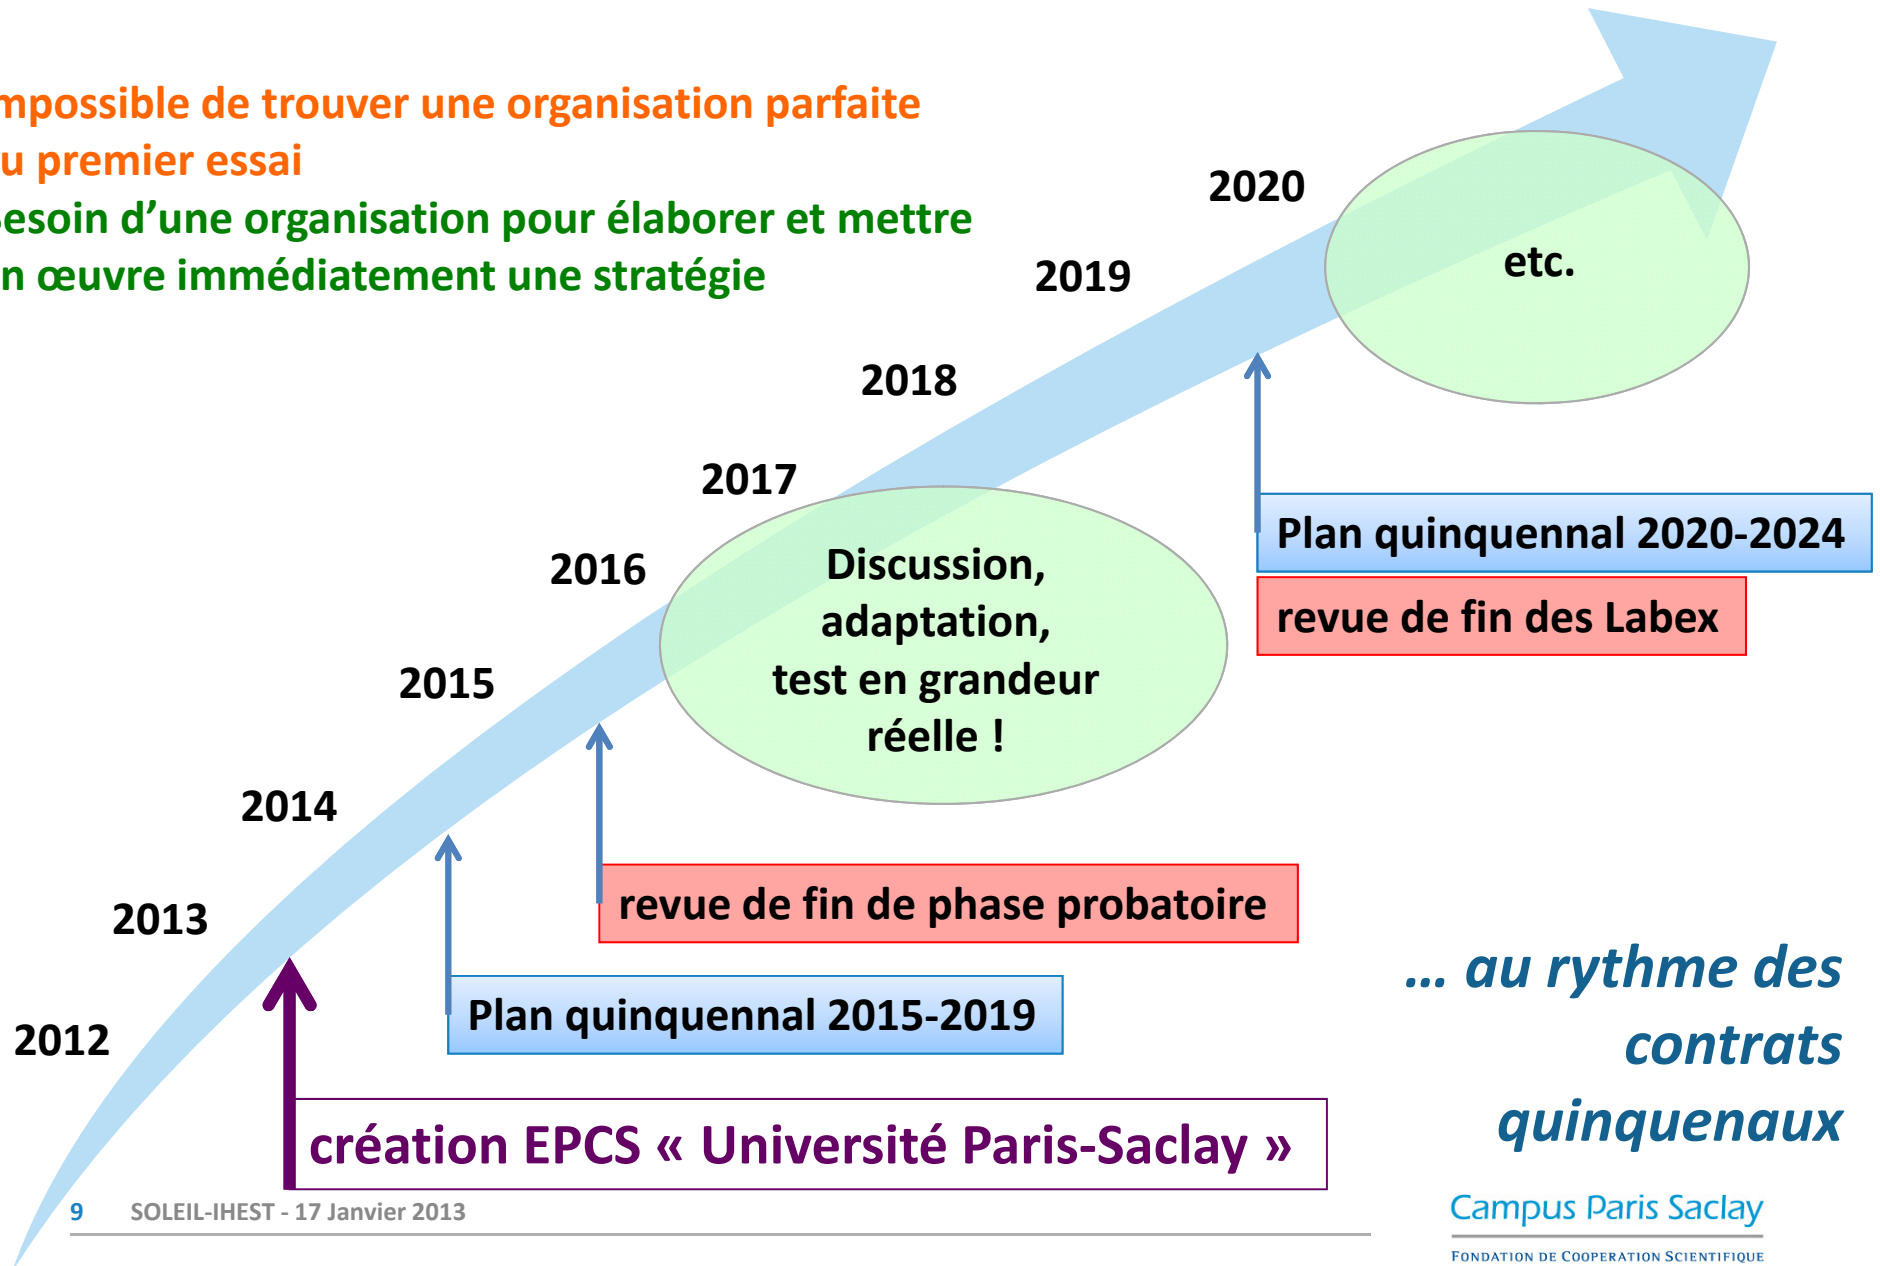 mpossible de trouver une organisation parfaite
u premier essai
esoin d'une organisation pour élaborer et mettre
n œuvre immédiatement une stratégie
2020
etc.
2019
2018
2017
Plan quinquennal 2020-2024
revue de fin des Labex
2016
Discussion,
adaptation,
test en grandeur
réelle !
2015
2014
revue de fin de phase probatoire
2013
Plan quinquennal 2015-2019
2012
création EPCS « Université Paris-Saclay »
... au rythme des
contrats
quinquenaux
9 SOLEIL-IHEST - 17 Janvier 2013
Campus Paris Saclay
FONDATION DE COOPERATION SCIENTIFIQUE